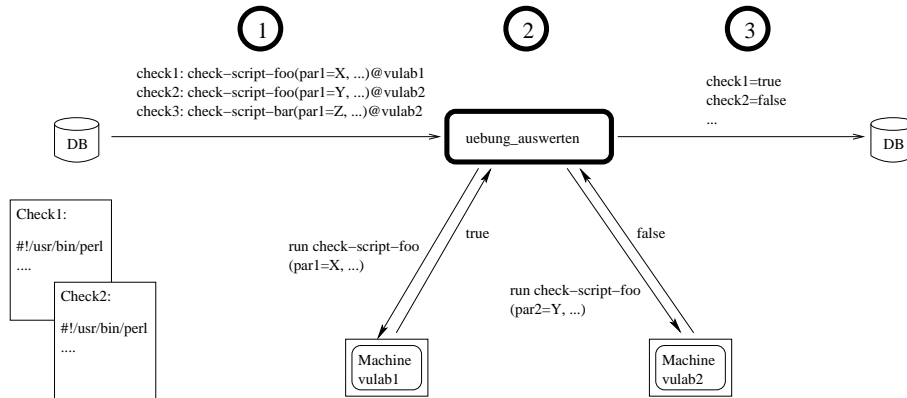 1
2
3
check1: check-script-foo(par1=X, ...)@vulab1
check2: check-script-foo(par1=Y, ...)@vulab2
check3: check-script-bar(par1=Z, ...)@vulab2
check1=true
check2=false
...
DB
uebung_auswerten
DB
Check1:
#!/usr/bin/perl
....
Check2:
#!/usr/bin/perl
....
run check-script-foo
(par1=X, ...)
true
false
run check-script-foo
(par2=Y, ...)
Machine
vulab1
Machine
vulab2